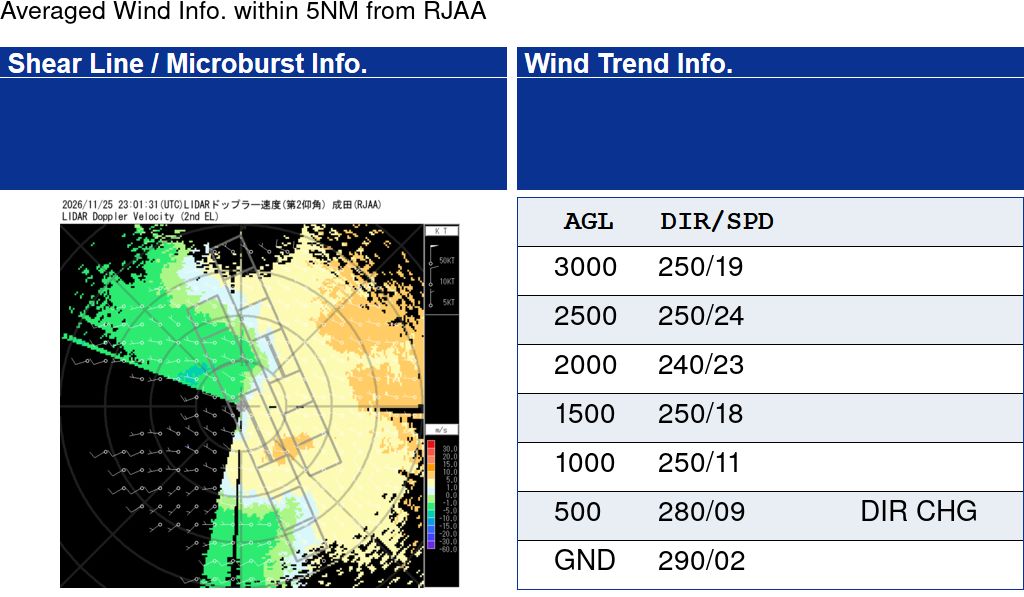 Averaged Wind Info. within 5NM from RJAA
Shear Line / Microburst Info.
Wind Trend Info.
2026/11/25 23:01:31(UTC)LIDARドップラー速度(第2仰角) 成田(RJAA)
LIDAR Doppler Velocity (2nd EL)
KT
50KT
10KT
5KT
m/s
30.0
20.0
15.0
10.0
5.0
1.0
0.0
-1.0
-5.0
-10.0
-15.0
-20.0
-30.0
-60.0
AGL DIR/SPD
3000 250/19
2500 250/24
2000 240/23
1500 250/18
1000 250/11
500 280/09 DIR CHG
GND 290/02